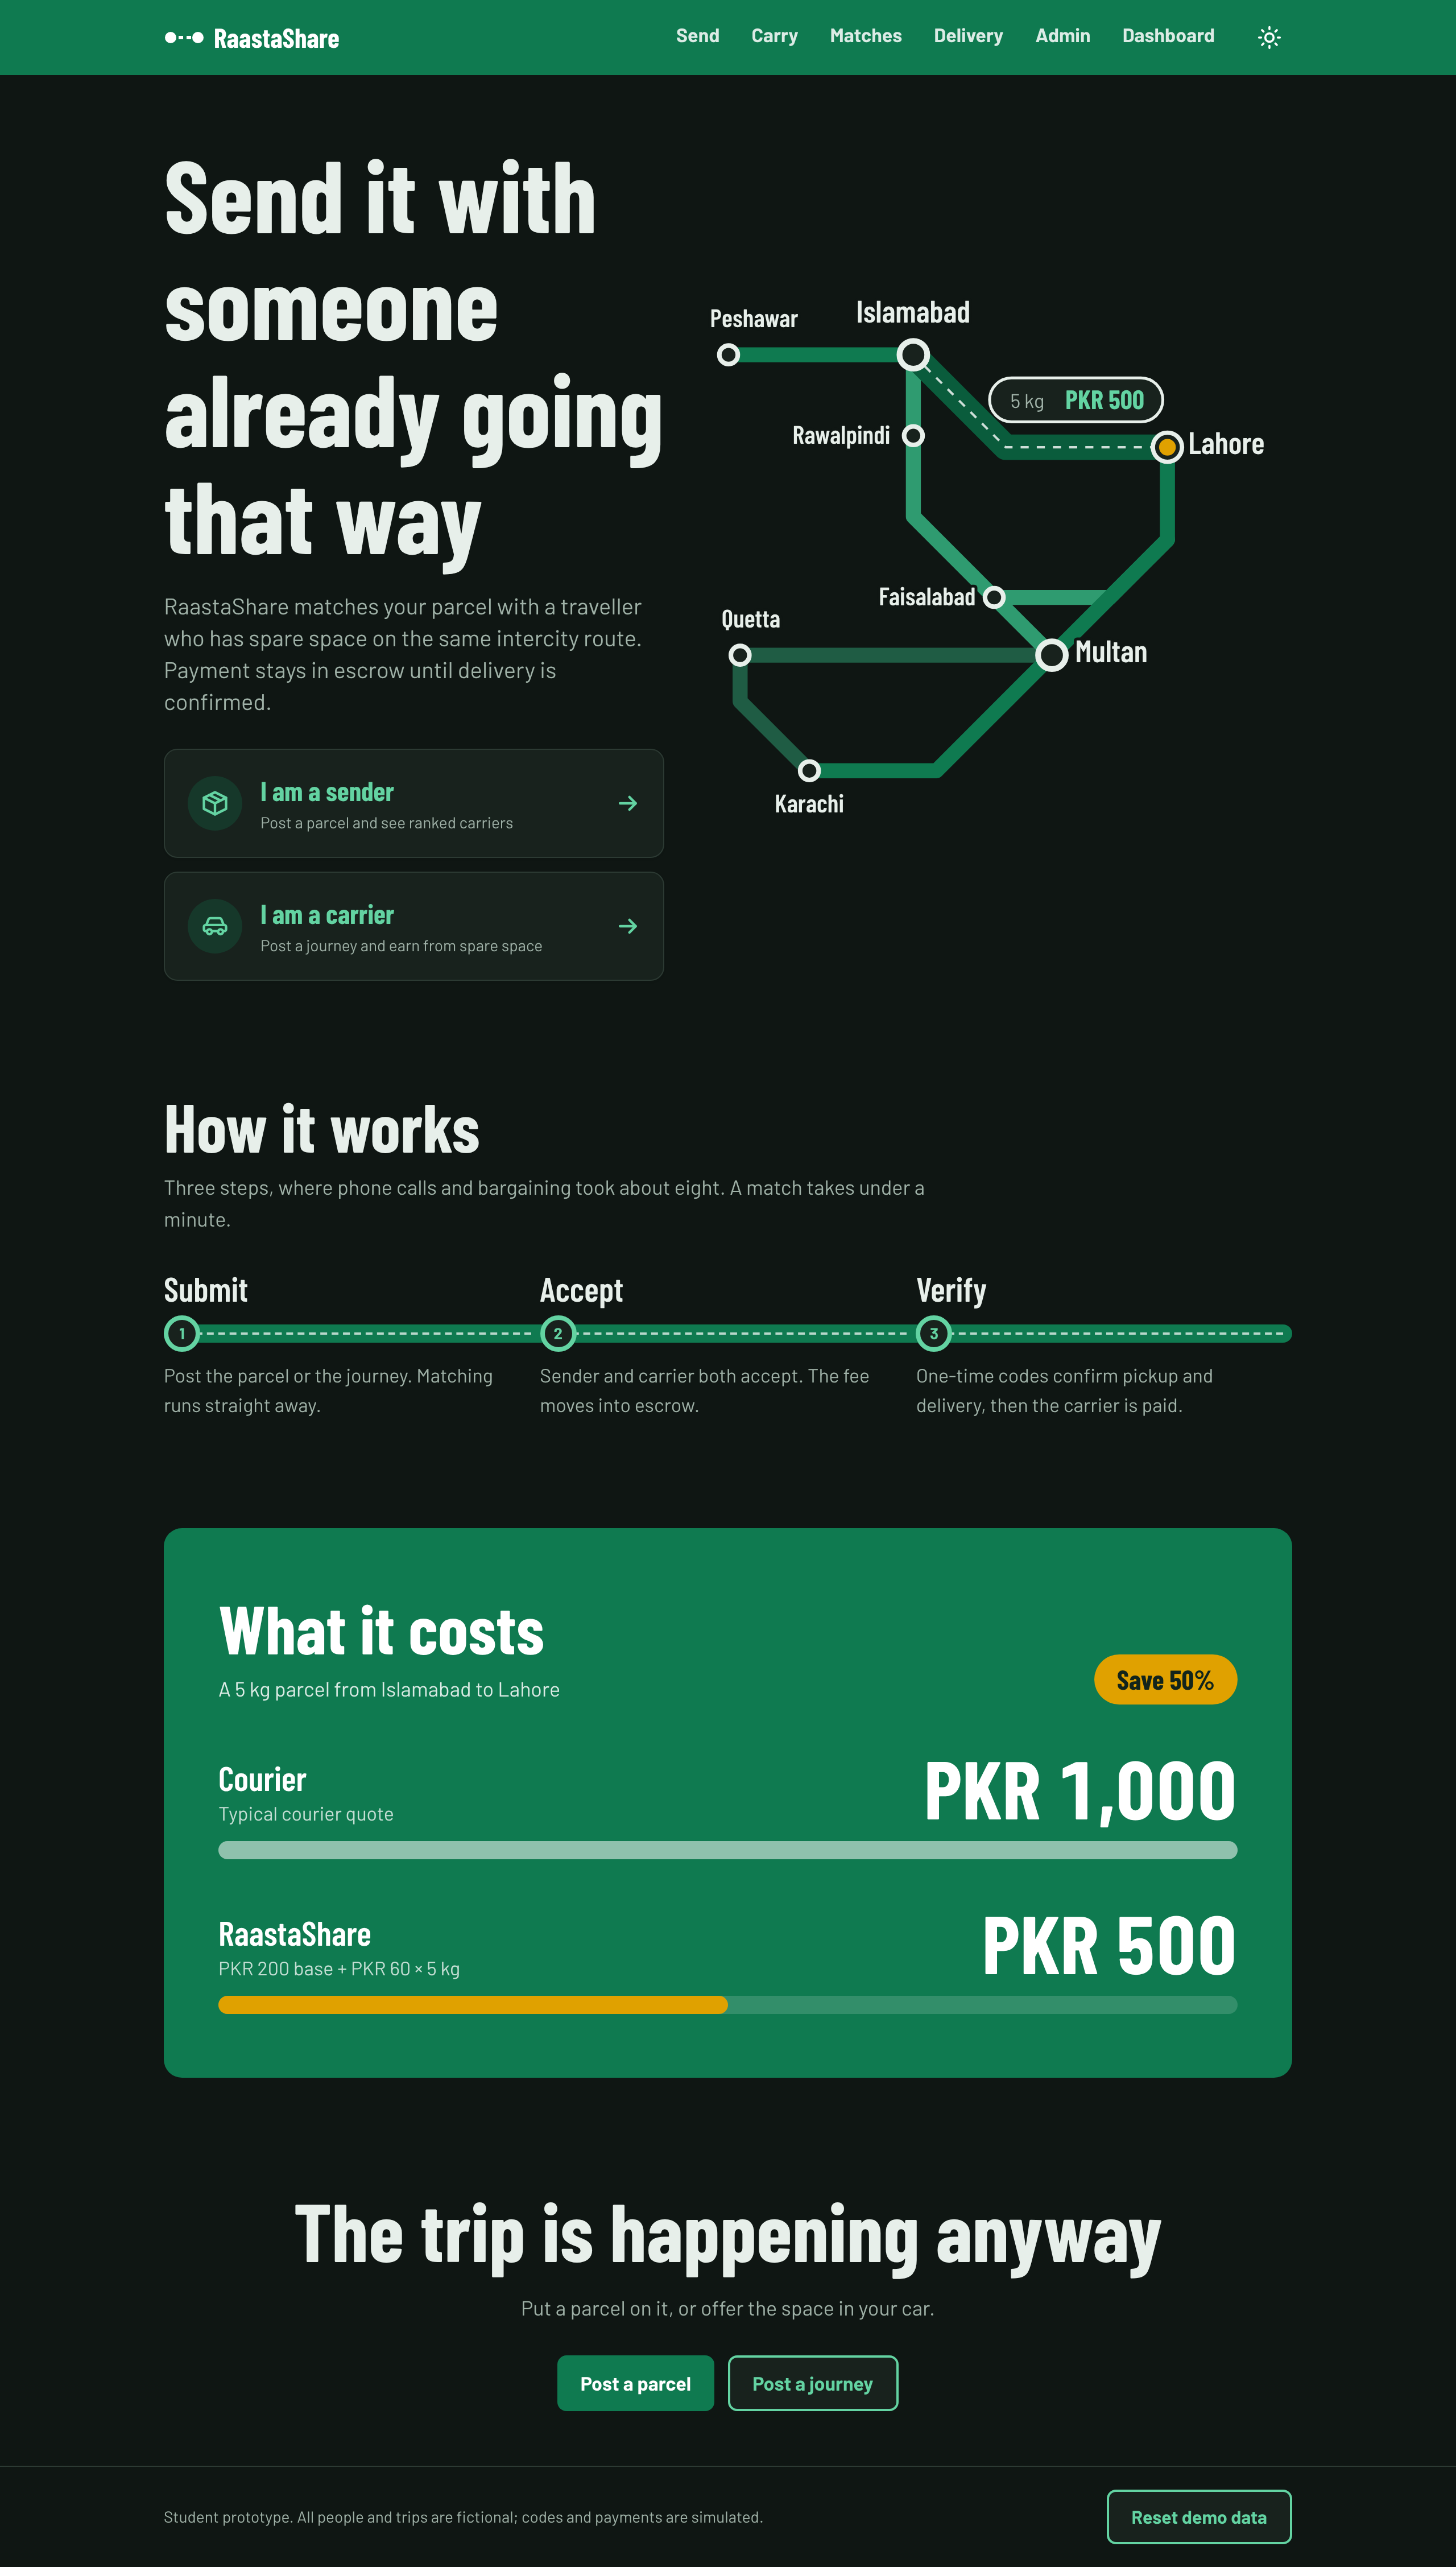 RaastaShare
Send
Carry
Matches
Delivery
Admin
Dashboard
Send it with
someone
already going
that way
RaastaShare matches your parcel with a traveller
who has spare space on the same intercity route.
Payment stays in escrow until delivery is
confirmed.
I am a sender
Post a parcel and see ranked carriers
I am a carrier
Post a journey and earn from spare space
Peshawar
Islamabad
5 kg PKR 500
Rawalpindi
Lahore
Faisalabad
Quetta
Multan
Karachi
How it works
Three steps, where phone calls and bargaining took about eight. A match takes under a
minute.
Submit
1
Post the parcel or the journey. Matching
runs straight away.
Accept
2
Sender and carrier both accept. The fee
moves into escrow.
Verify
3
One-time codes confirm pickup and
delivery, then the carrier is paid.
What it costs
A 5 kg parcel from Islamabad to Lahore
Save 50%
Courier
Typical courier quote
PKR 1,000
RaastaShare
PKR 200 base + PKR 60 × 5 kg
PKR 500
The trip is happening anyway
Put a parcel on it, or offer the space in your car.
Post a parcel
Post a journey
Student prototype. All people and trips are fictional; codes and payments are simulated.
Reset demo data